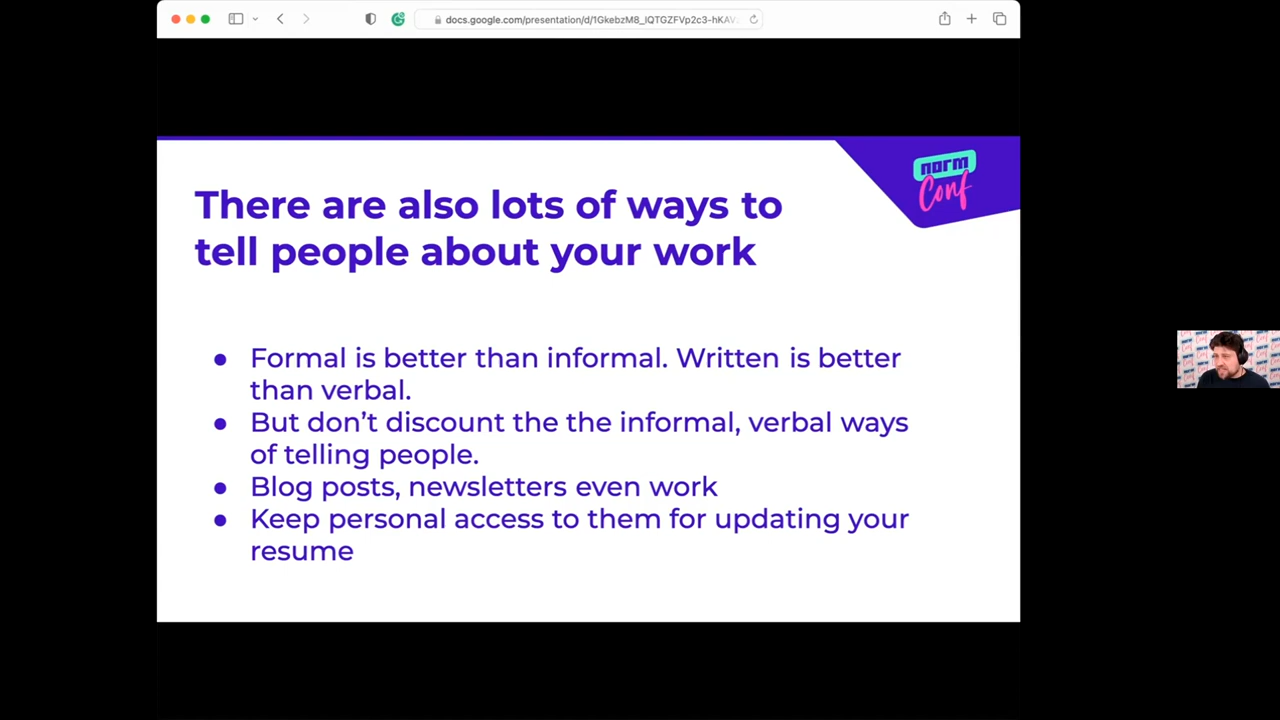 docs.google.com/presentation/d/1GkebzM8_lQTGZFVp2c3-hKAV
norm
Conf
There are also lots of ways to
tell people about your work
● Formal is better than informal. Written is better
than verbal.
● But don’t discount the the informal, verbal ways
of telling people.
● Blog posts, newsletters even work
● Keep personal access to them for updating your
resume